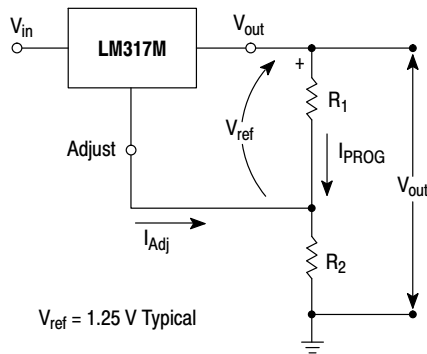 Vin
LM317M
Vout
+
R1
Vref
Adjust
IPROG
Vout
IAdj
R2
Vref = 1.25 V Typical